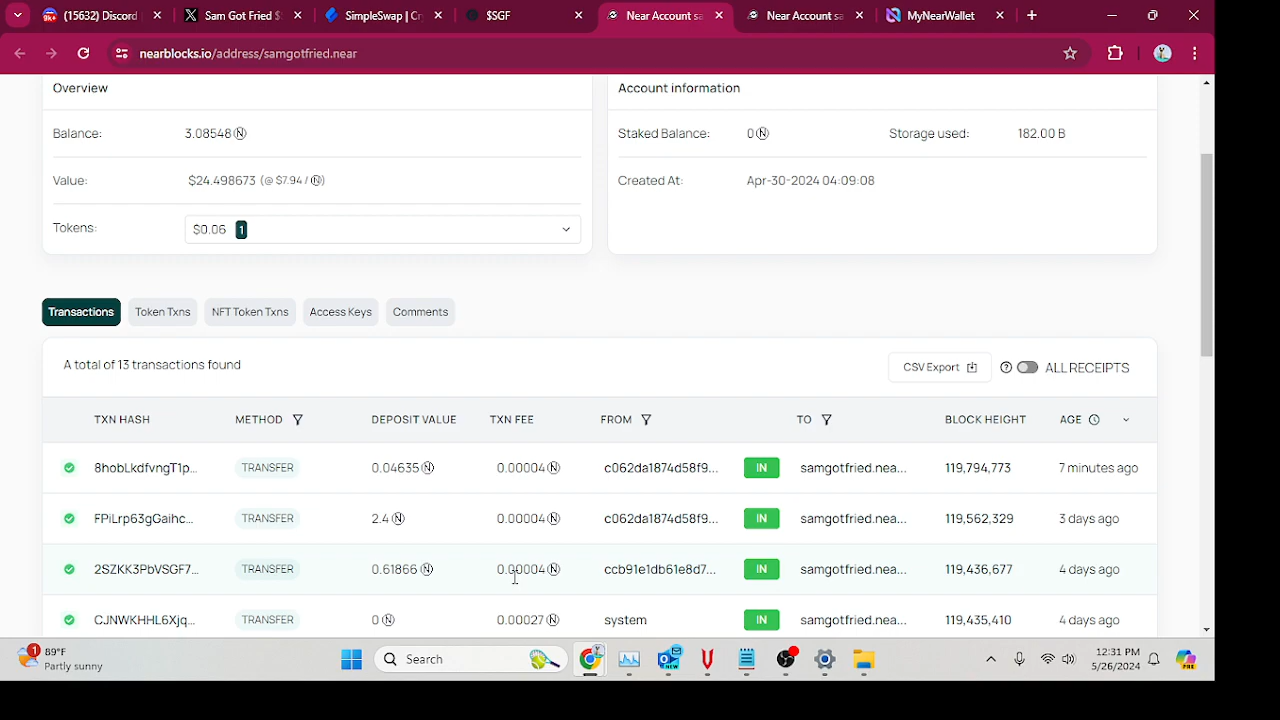 (15632) Discord
Sam Got Fried $
SimpleSwap | Cr
$SGF
Near Account sa
Near Account sa
MyNearWallet
nearblocks.io/address/samgotfried.near
Overview
Account information
Balance: 3.08548
Staked Balance: 0
Storage used: 182.00 B
Value: $24.498673 (@ $7.94 / )
Created At: Apr-30-2024 04:09:08
Tokens: $0.06 1
Transactions Token Txns NFT Token Txns Access Keys Comments
A total of 13 transactions found
CSV Export
ALL RECEIPTS
TXN HASH METHOD DEPOSIT VALUE TXN FEE FROM TO BLOCK HEIGHT AGE
8hobLkdfvngT1p... TRANSFER 0.04635 0.00004 c062da1874d58f9... IN samgotfried.nea... 119,794,773 7 minutes ago
FPiLrp63gGaihc... TRANSFER 2.4 0.00004 c062da1874d58f9... IN samgotfried.nea... 119,562,329 3 days ago
2SZKK3PbVSGF7... TRANSFER 0.61866 0.00004 ccb91e1db61e8d7... IN samgotfried.nea... 119,436,677 4 days ago
CJNWKHHL6Xjq... TRANSFER 0 0.00027 system IN samgotfried.nea... 119,435,410 4 days ago
1
89°F
Partly sunny
Search
NEW
12:31 PM
5/26/2024
PRE